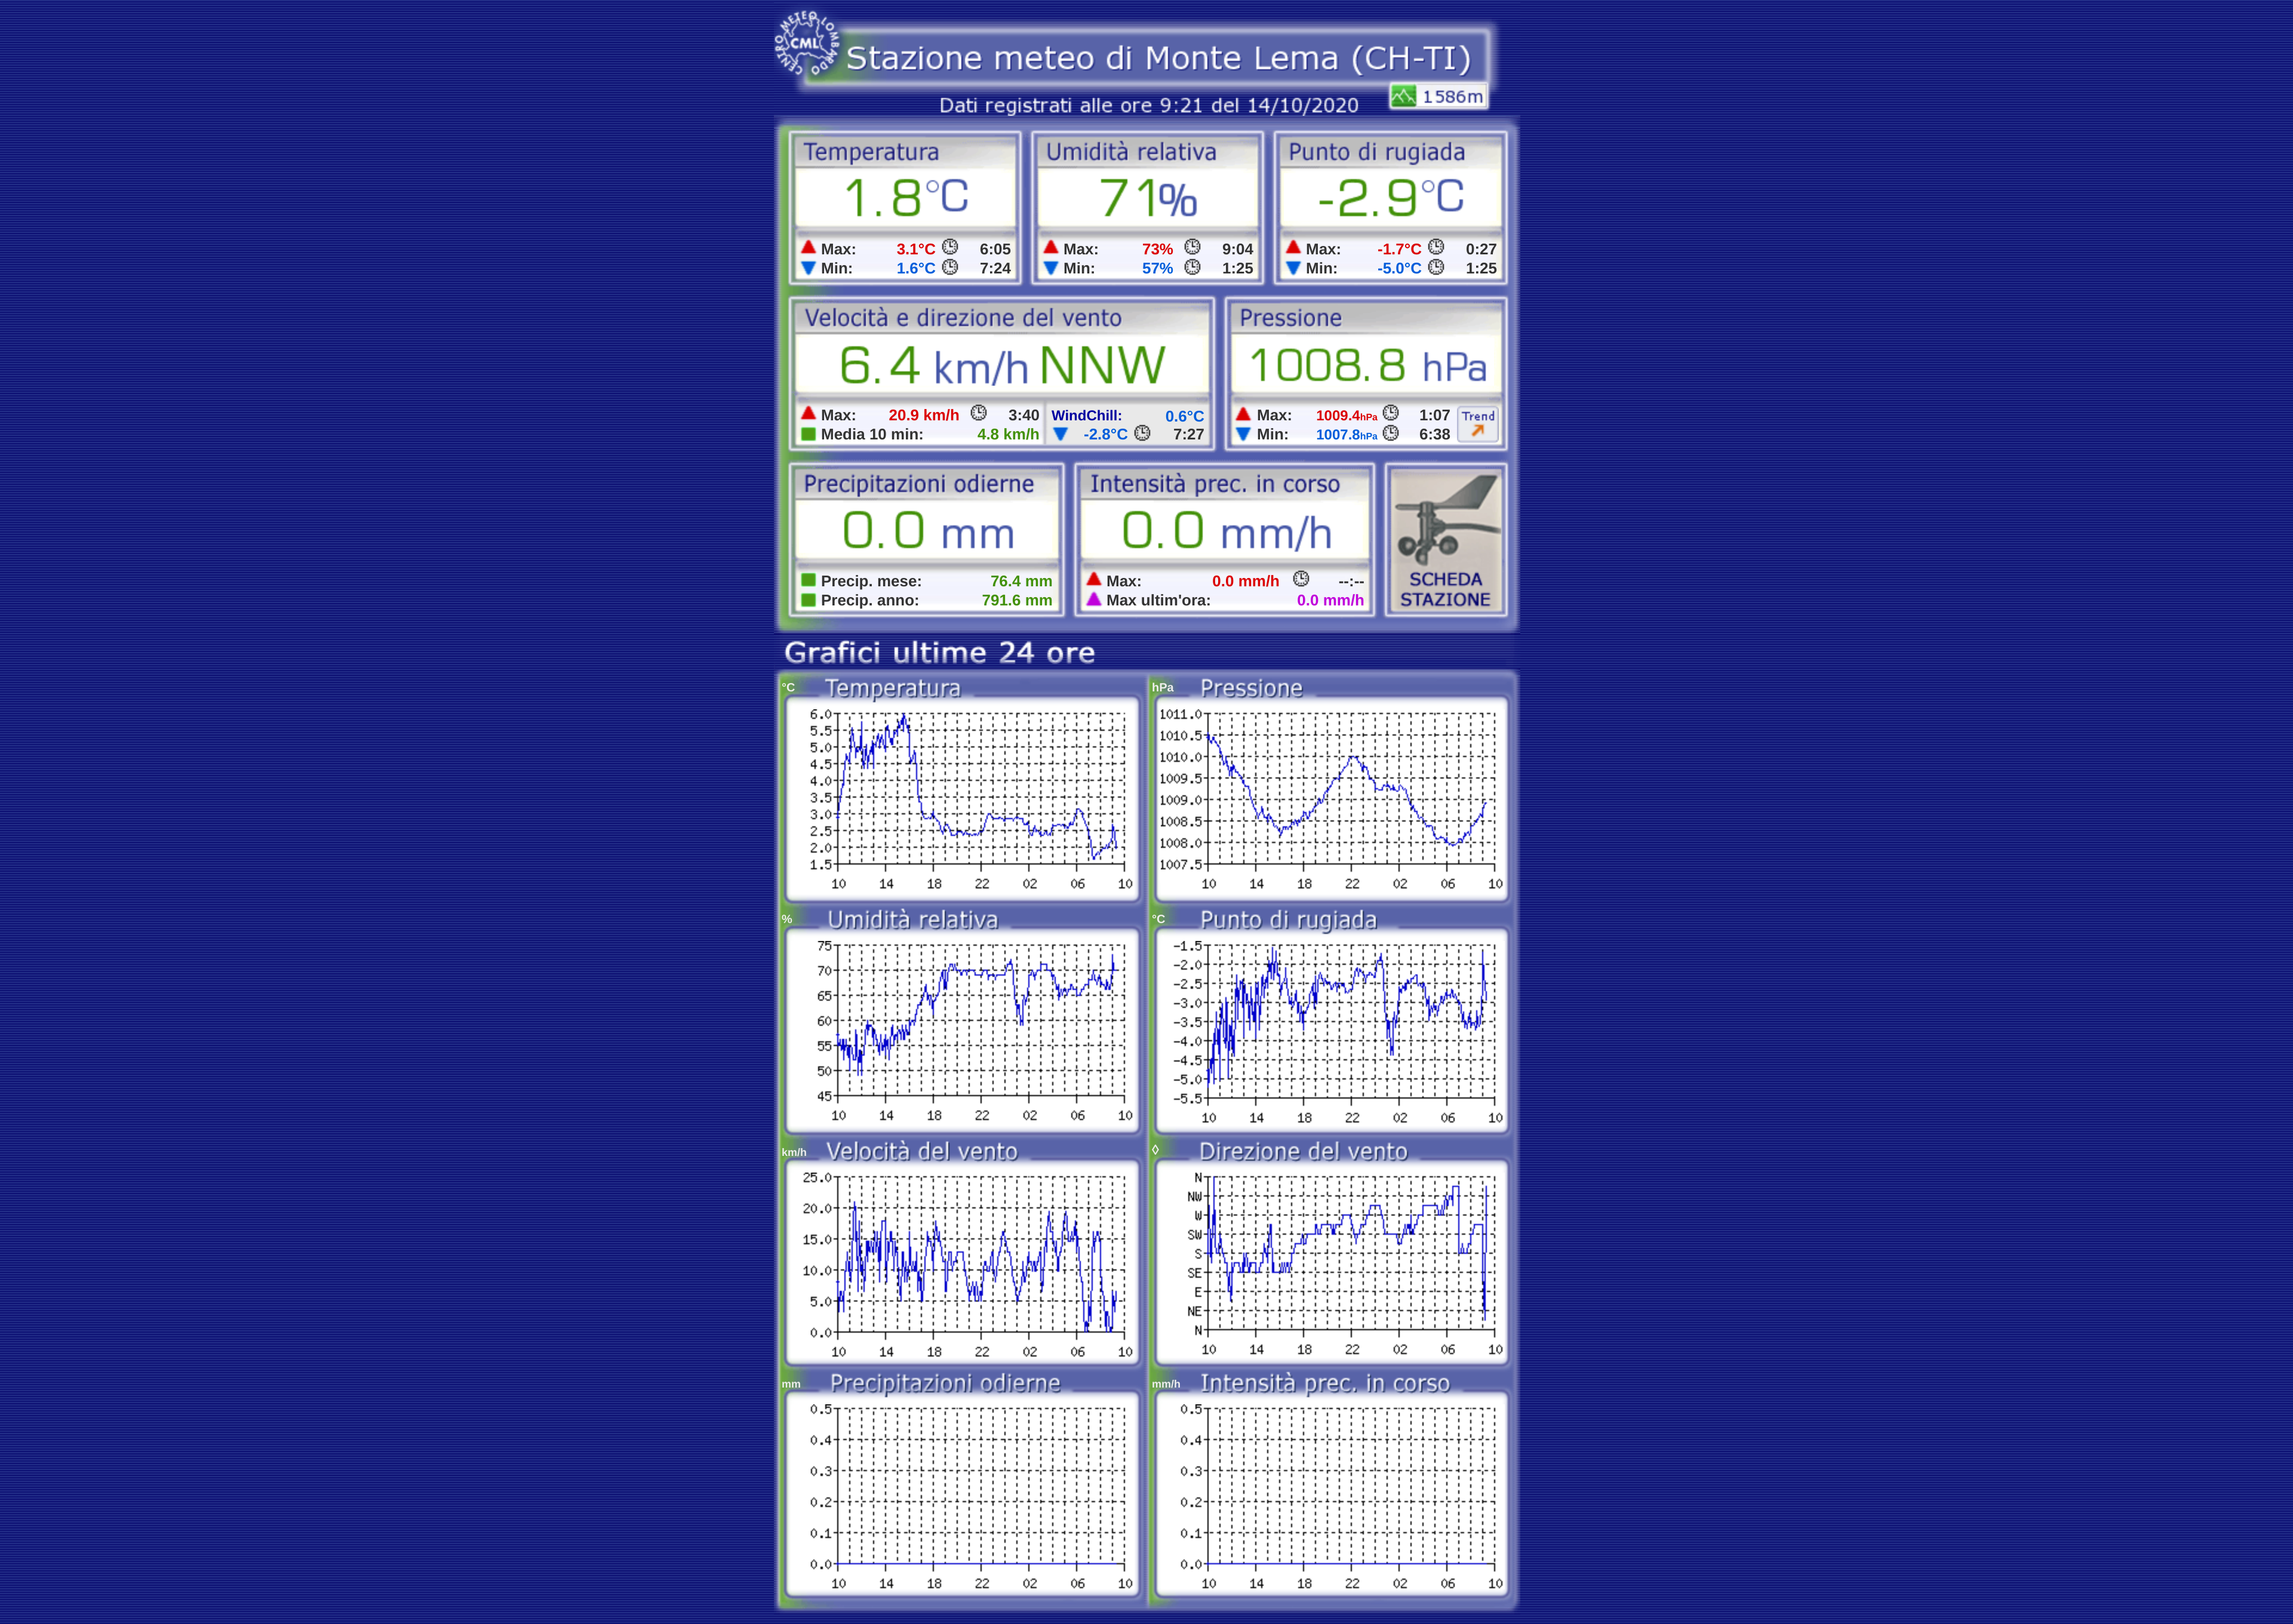 CENTRO METEO LOMBARDO
CML
Stazione meteo di Monte Lema (CH-TI)
1586m
Dati registrati alle ore 9:21 del 14/10/2020
Temperatura Umidità relativa Punto di rugiada
1.8°C 71% -2.9°C
Max: 3.1°C 6:05 Max: 73% 9:04 Max: -1.7°C 0:27
Min: 1.6°C 7:24 Min: 57% 1:25 Min: -5.0°C 1:25
Velocità e direzione del vento Pressione
6.4 km/h NNW 1008.8 hPa
Max: 20.9 km/h 3:40 WindChill: 0.6°C Max: 1009.4hPa 1:07 Trend
Media 10 min: 4.8 km/h -2.8°C 7:27 Min: 1007.8hPa 6:38
Precipitazioni odierne Intensità prec. in corso
0.0 mm 0.0 mm/h
Precip. mese: 76.4 mm Max: 0.0 mm/h --:-- SCHEDA
Precip. anno: 791.6 mm Max ultim'ora: 0.0 mm/h STAZIONE
Grafici ultime 24 ore
°C Temperatura
6.0
5.5
5.0
4.5
4.0
3.5
3.0
2.5
2.0
1.5
10 14 18 22 02 06 10
hPa Pressione
1011.0
1010.5
1010.0
1009.5
1009.0
1008.5
1008.0
1007.5
10 14 18 22 02 06 10
% Umidità relativa
75
70
65
60
55
50
45
10 14 18 22 02 06 10
°C Punto di rugiada
-1.5
-2.0
-2.5
-3.0
-3.5
-4.0
-4.5
-5.0
-5.5
10 14 18 22 02 06 10
km/h Velocità del vento
25.0
20.0
15.0
10.0
5.0
0.0
10 14 18 22 02 06 10
◊ Direzione del vento
N
NW
W
SW
S
SE
E
NE
N
10 14 18 22 02 06 10
mm Precipitazioni odierne
0.5
0.4
0.3
0.2
0.1
0.0
10 14 18 22 02 06 10
mm/h Intensità prec. in corso
0.5
0.4
0.3
0.2
0.1
0.0
10 14 18 22 02 06 10